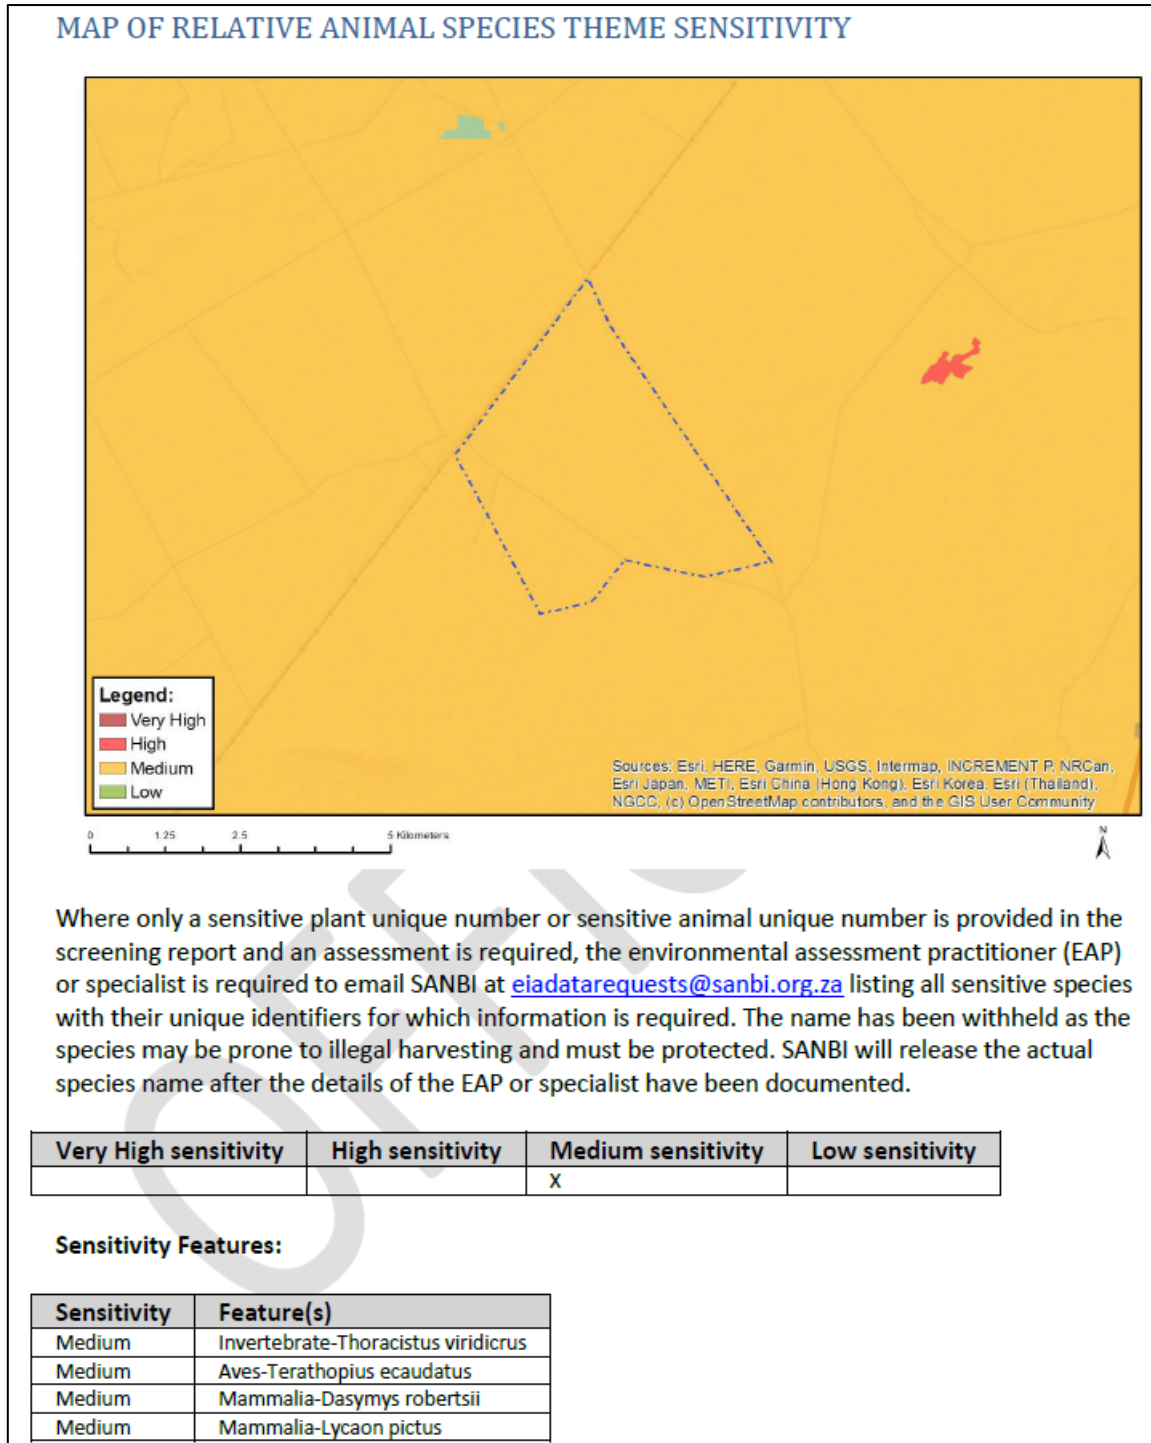 MAP OF RELATIVE ANIMAL SPECIES THEME SENSITIVITY
Legend:
Very High
High
Medium
Low
Sources: Esri, HERE, Garmin, USGS, Intermap, INCREMENT P, NRCan,
Esri Japan, METI, Esri China (Hong Kong), Esri Korea, Esri (Thailand),
NGCC, (c) OpenStreetMap contributors, and the GIS User Community
0 1.25 2.5 5 Kilometers
N
Where only a sensitive plant unique number or sensitive animal unique number is provided in the
screening report and an assessment is required, the environmental assessment practitioner (EAP)
or specialist is required to email SANBI at eiadatarequests@sanbi.org.za listing all sensitive species
with their unique identifiers for which information is required. The name has been withheld as the
species may be prone to illegal harvesting and must be protected. SANBI will release the actual
species name after the details of the EAP or specialist have been documented.
Very High sensitivity High sensitivity Medium sensitivity Low sensitivity
X
Sensitivity Features:
Sensitivity Feature(s)
Medium Invertebrate-Thoracistus viridicrus
Medium Aves-Terathopius ecaudatus
Medium Mammalia-Dasymys robertsii
Medium Mammalia-Lycaon pictus